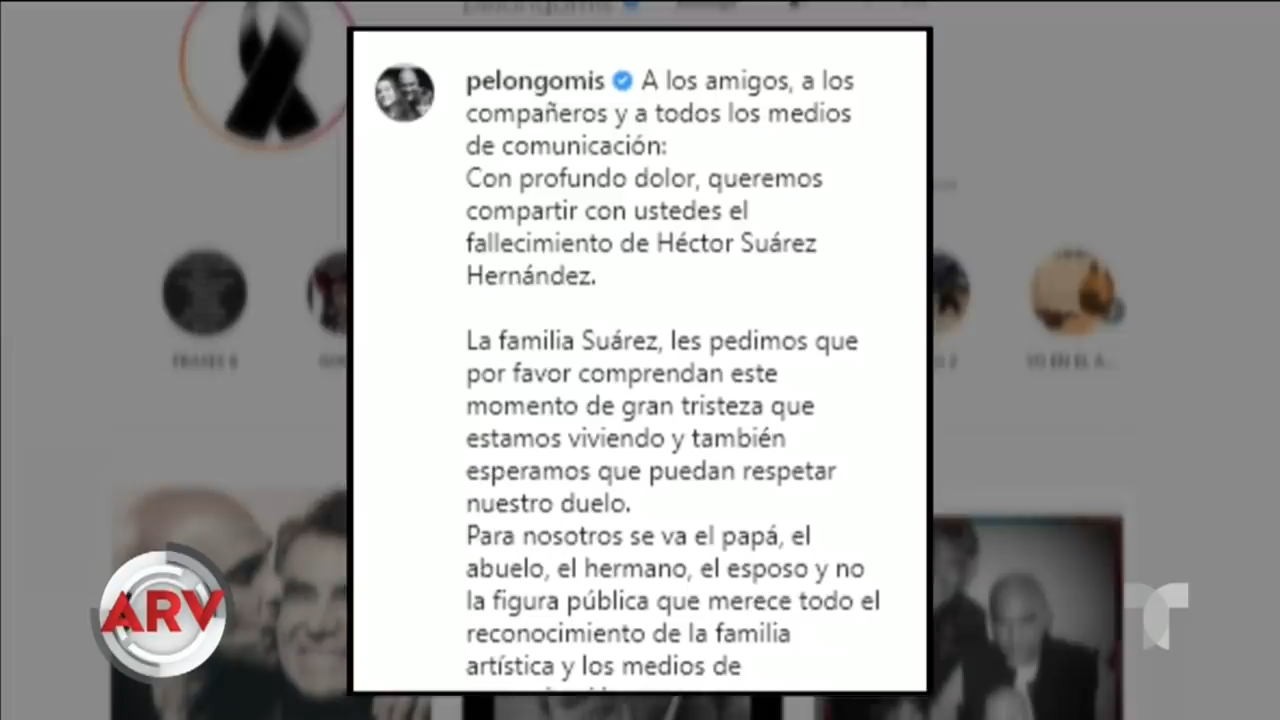 pelongomis A los amigos, a los
compañeros y a todos los medios
de comunicación:
Con profundo dolor, queremos
compartir con ustedes el
fallecimiento de Héctor Suárez
Hernández.
La familia Suárez, les pedimos que
por favor comprendan este
momento de gran tristeza que
estamos viviendo y también
esperamos que puedan respetar
nuestro duelo.
Para nosotros se va el papá, el
abuelo, el hermano, el esposo y no
la figura pública que merece todo el
reconocimiento de la familia
artística y los medios de
ARV
T